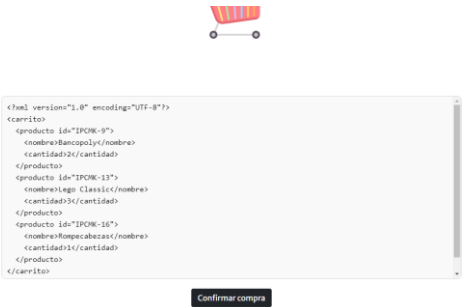 <?xml version="1.0" encoding="UTF-8"?>
<carrito>
  <producto id="IPCMK-9">
    <nombre>Bancopoly</nombre>
    <cantidad>2</cantidad>
  </producto>
  <producto id="IPCMK-13">
    <nombre>Lego Classic</nombre>
    <cantidad>3</cantidad>
  </producto>
  <producto id="IPCMK-16">
    <nombre>Rompecabezas</nombre>
    <cantidad>1</cantidad>
  </producto>
</carrito>
Confirmar compra